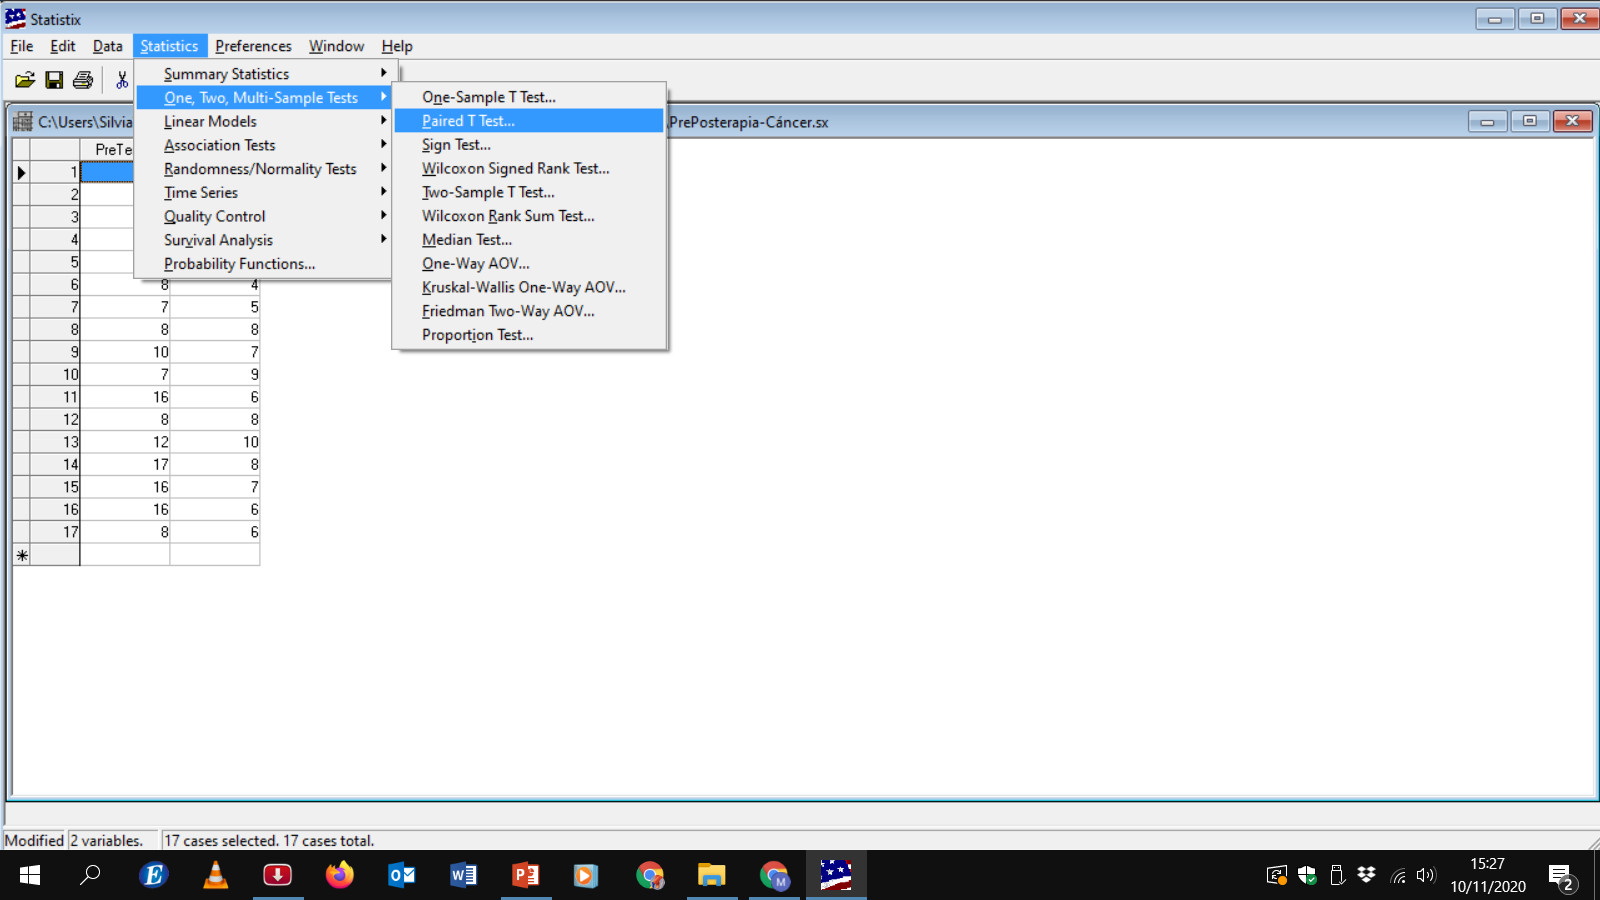 Statistix
File Edit Data Statistics Preferences Window Help
Summary Statistics
One, Two, Multi-Sample Tests
Linear Models
Association Tests
Randomness/Normality Tests
Time Series
Quality Control
Survival Analysis
Probability Functions...
One-Sample T Test...
Paired T Test...
Sign Test...
Wilcoxon Signed Rank Test...
Two-Sample T Test...
Wilcoxon Rank Sum Test...
Median Test...
One-Way AOV...
Kruskal-Wallis One-Way AOV...
Friedman Two-Way AOV...
Proportion Test...
C:\Users\Silvia \PrePosterapia-Cáncer.sx
PreTe
1
2
3
4
5
6 8 4
7 7 5
8 8 8
9 10 7
10 7 9
11 16 6
12 8 8
13 12 10
14 17 8
15 16 7
16 16 6
17 8 6
Modified 2 variables. 17 cases selected. 17 cases total.
15:27
10/11/2020
2